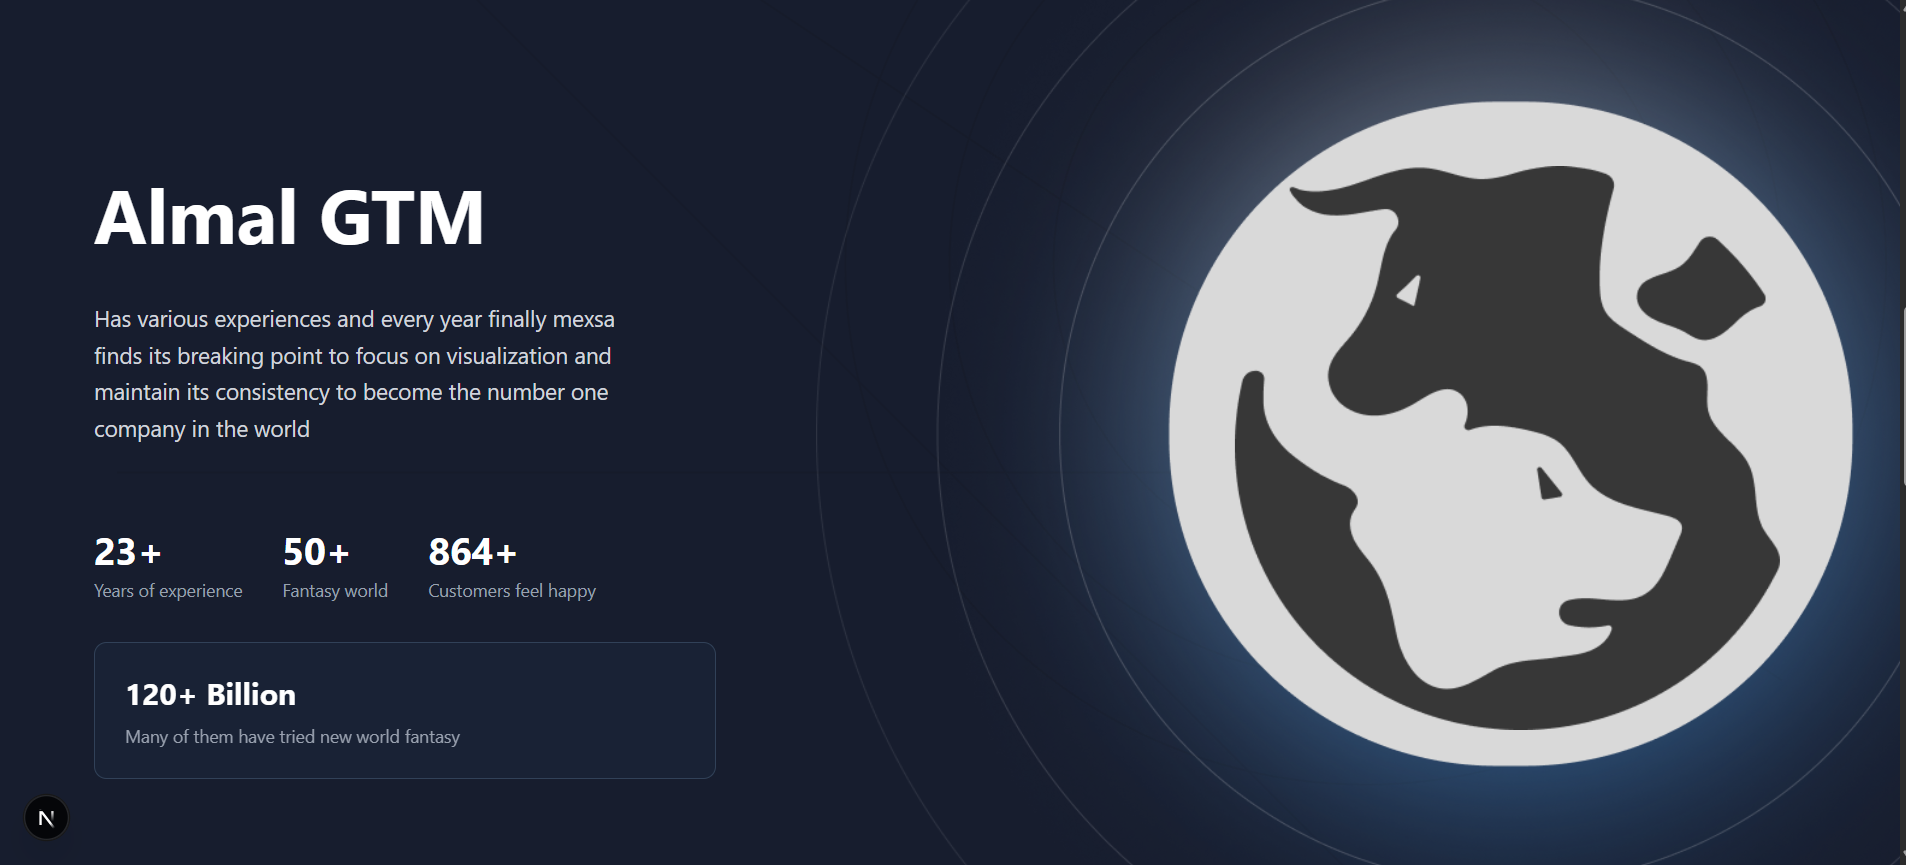 Almal GTM
Has various experiences and every year finally mexsa
finds its breaking point to focus on visualization and
maintain its consistency to become the number one
company in the world
23+
50+
864+
Years of experience
Fantasy world
Customers feel happy
120+ Billion
Many of them have tried new world fantasy
N